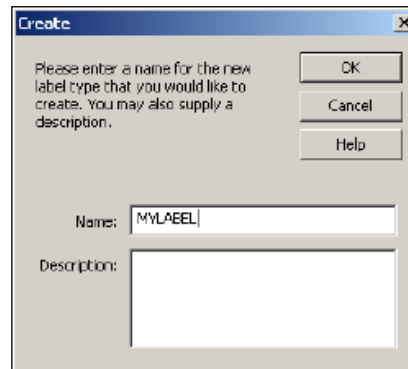 Create
Please enter a name for the new
label type that you would like to
create. You may also supply a
description.
OK
Cancel
Help
Name: MYLABEL
Description: